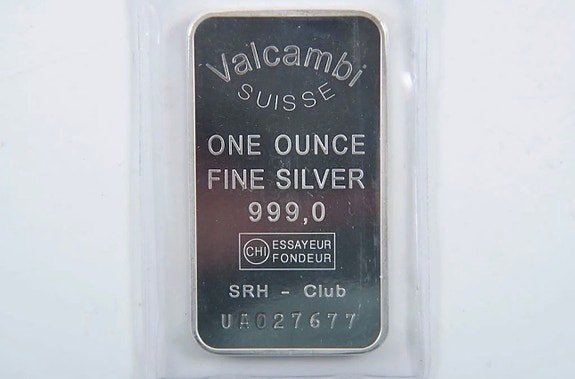 Valcambi
SUISSE
ONE OUNCE
FINE SILVER
999,0
CHI ESSAYEUR
FONDEUR
SRH - Club
UA027677